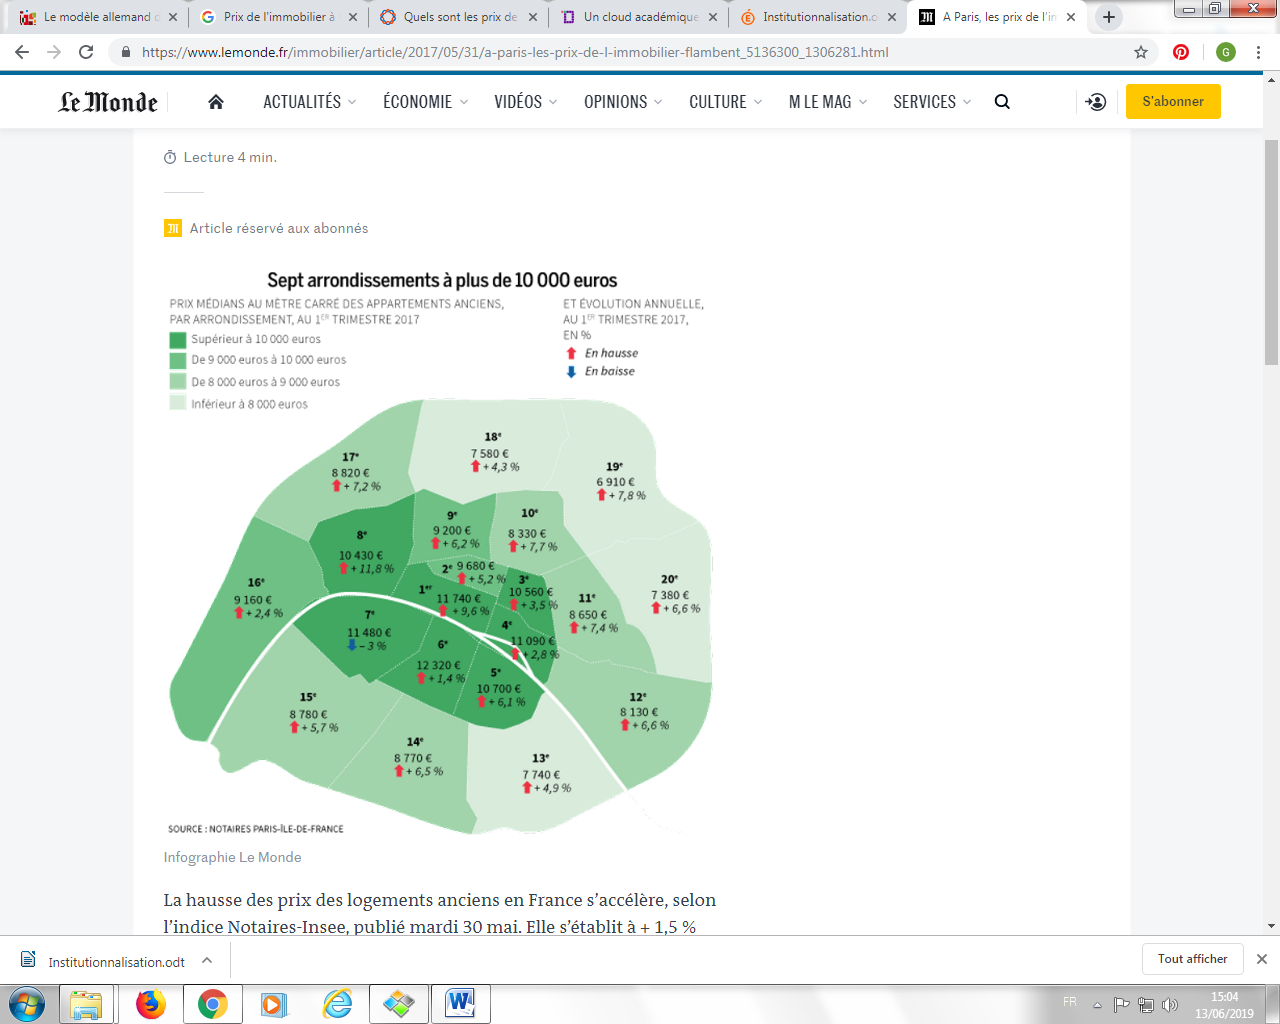 Le modèle allemand d
Prix de l'immobilier à
Quels sont les prix de
Un cloud académique
Institutionnalisation.o
A Paris, les prix de l'im
https://www.lemonde.fr/immobilier/article/2017/05/31/a-paris-les-prix-de-l-immobilier-flambent_5136300_1306281.html
G
Le Monde
ACTUALITÉS
ÉCONOMIE
VIDÉOS
OPINIONS
CULTURE
M LE MAG
SERVICES
S'abonner
Lecture 4 min.
Article réservé aux abonnés
Sept arrondissements à plus de 10 000 euros
PRIX MÉDIANS AU MÈTRE CARRÉ DES APPARTEMENTS ANCIENS,
PAR ARRONDISSEMENT, AU 1ER TRIMESTRE 2017
Supérieur à 10 000 euros
De 9 000 euros à 10 000 euros
De 8 000 euros à 9 000 euros
Inférieur à 8 000 euros
ET ÉVOLUTION ANNUELLE,
AU 1ER TRIMESTRE 2017,
EN %
En hausse
En baisse
18e
7 580 €
+ 4,3 %
17e
8 820 €
+ 7,2 %
19e
6 910 €
+ 7,8 %
9e
9 200 €
+ 6,2 %
10e
8 330 €
+ 7,7 %
8e
10 430 €
+ 11,8 %
2e 9 680 €
+ 5,2 %
16e
9 160 €
+ 2,4 %
1er
11 740 €
+ 9,6 %
3e
10 560 €
+ 3,5 %
11e
8 650 €
+ 7,4 %
20e
7 380 €
+ 6,6 %
7e
11 480 €
– 3 %
6e
12 320 €
+ 1,4 %
4e
11 090 €
+ 2,8 %
5e
10 700 €
+ 6,1 %
15e
8 780 €
+ 5,7 %
12e
8 130 €
+ 6,6 %
14e
8 770 €
+ 6,5 %
13e
7 740 €
+ 4,9 %
SOURCE : NOTAIRES PARIS-ÎLE-DE-FRANCE
Infographie Le Monde
La hausse des prix des logements anciens en France s'accélère, selon
l'indice Notaires-Insee, publié mardi 30 mai. Elle s'établit à + 1,5 %
Institutionnalisation.odt
Tout afficher
FR
15:04
13/06/2019